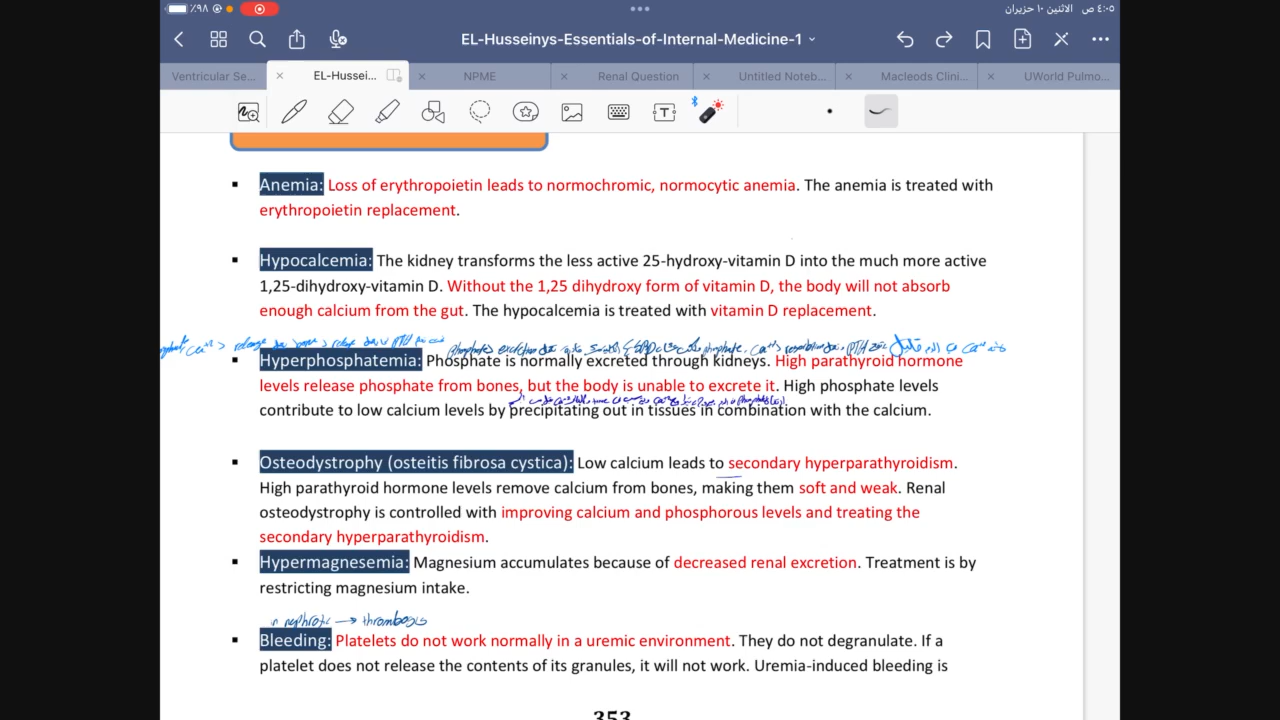 ٪٩٨
٤:٠٥ ص الاثنين ١٠ حزيران
EL-Husseinys-Essentials-of-Internal-Medicine-1
Ventricular Se...
EL-Hussei...
NPME
Renal Question
Untitled Noteb...
Macleods Clini...
UWorld Pulmo...
▪ Anemia: Loss of erythropoietin leads to normochromic, normocytic anemia. The anemia is treated with
erythropoietin replacement.
▪ Hypocalcemia: The kidney transforms the less active 25-hydroxy-vitamin D into the much more active
1,25-dihydroxy-vitamin D. Without the 1,25 dihydroxy form of vitamin D, the body will not absorb
enough calcium from the gut. The hypocalcemia is treated with vitamin D replacement.
▪ Hyperphosphatemia: Phosphate is normally excreted through kidneys. High parathyroid hormone
levels release phosphate from bones, but the body is unable to excrete it. High phosphate levels
contribute to low calcium levels by precipitating out in tissues in combination with the calcium.
▪ Osteodystrophy (osteitis fibrosa cystica): Low calcium leads to secondary hyperparathyroidism.
High parathyroid hormone levels remove calcium from bones, making them soft and weak. Renal
osteodystrophy is controlled with improving calcium and phosphorous levels and treating the
secondary hyperparathyroidism.
▪ Hypermagnesemia: Magnesium accumulates because of decreased renal excretion. Treatment is by
restricting magnesium intake.
in nephrotic → thrombosis
▪ Bleeding: Platelets do not work normally in a uremic environment. They do not degranulate. If a
platelet does not release the contents of its granules, it will not work. Uremia-induced bleeding is
353